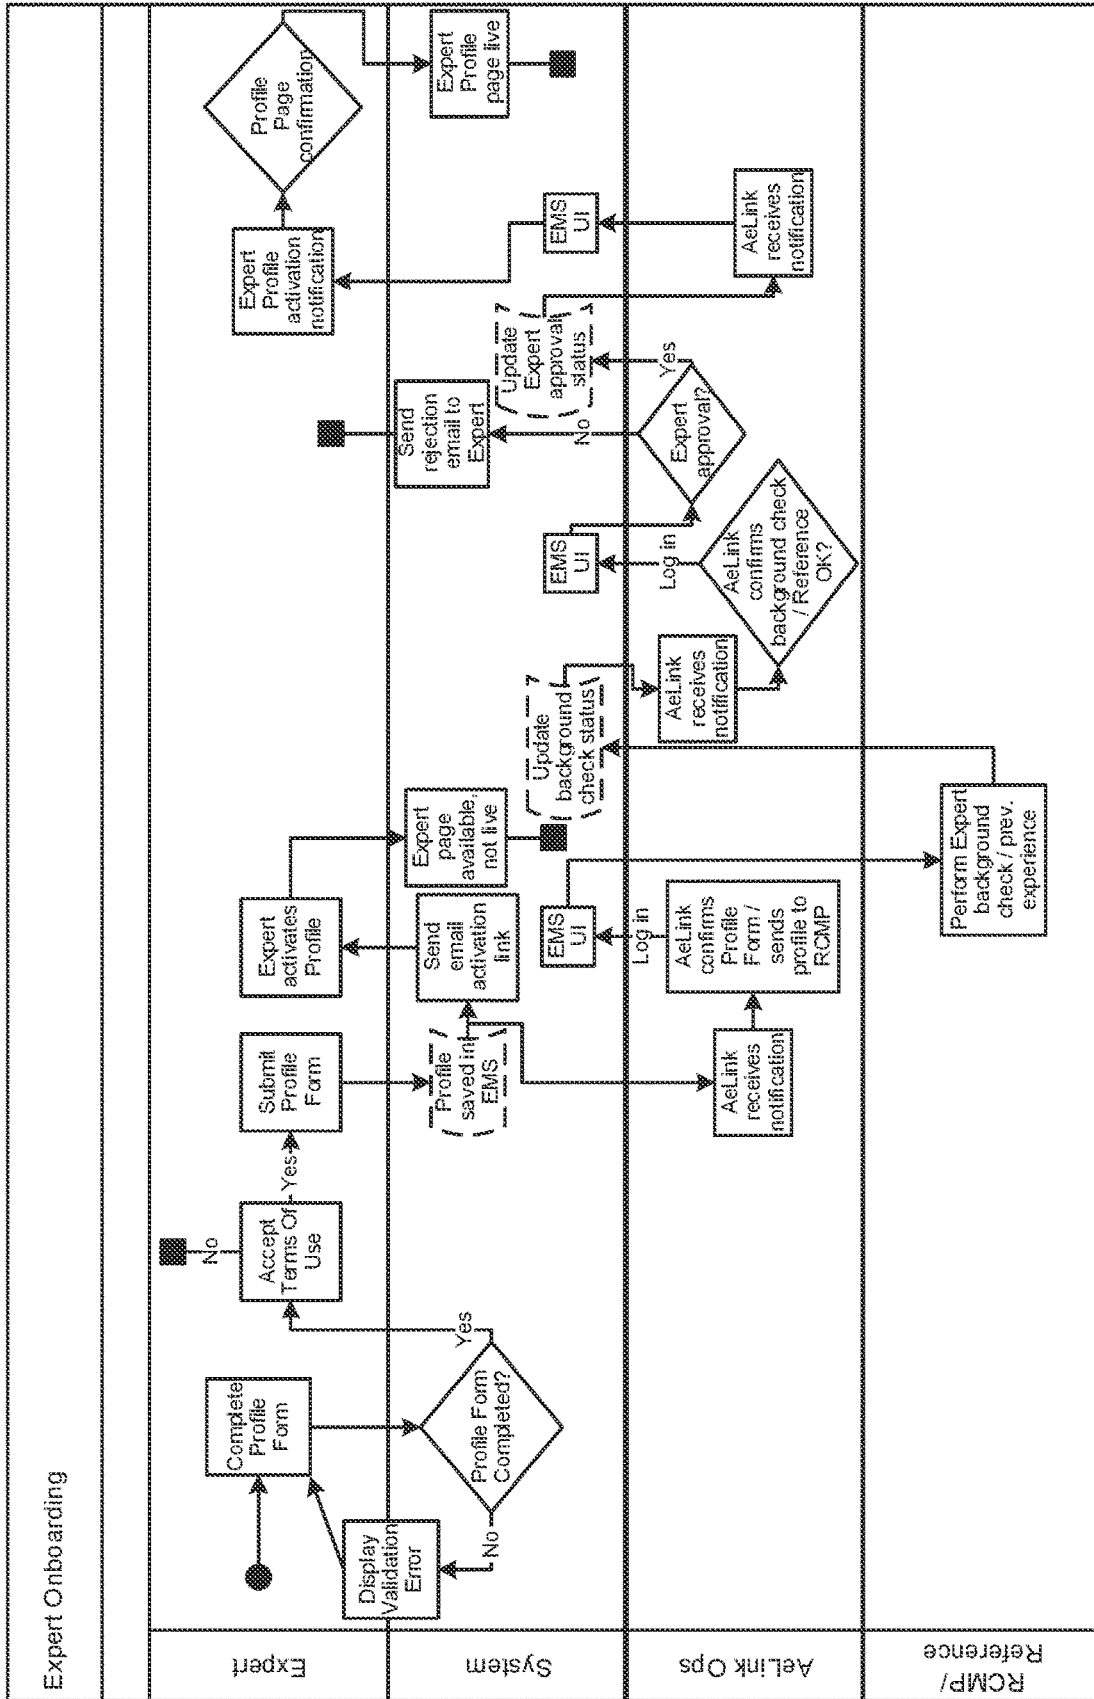 Expert Onboarding
Expert
System
AeLink Ops
RCMP/
Reference
Complete
Profile
Form
Display
Validation
Error
No
Profile Form
Completed?
Yes
Accept
Terms Of
Use
No
Yes
Submit
Profile
Form
Profile
saved in
EMS
Send
email
activation
link
Expert
activates
Profile
Expert
page
available,
not live
AeLink
receives
notification
AeLink
confirms
Profile
Form /
sends
profile to
RCMP
Log in
EMS
UI
Perform Expert
background
check / prev.
experience
Update
background
check status
AeLink
receives
notification
AeLink
confirms
background check
/ Reference
OK?
Log in
EMS
UI
Expert
approval?
No
Send
rejection
email to
Expert
Yes
Update
Expert
approval
status
AeLink
receives
notification
EMS
UI
Expert
Profile
activation
notification
Profile
Page
confirmation
Expert
Profile
page live